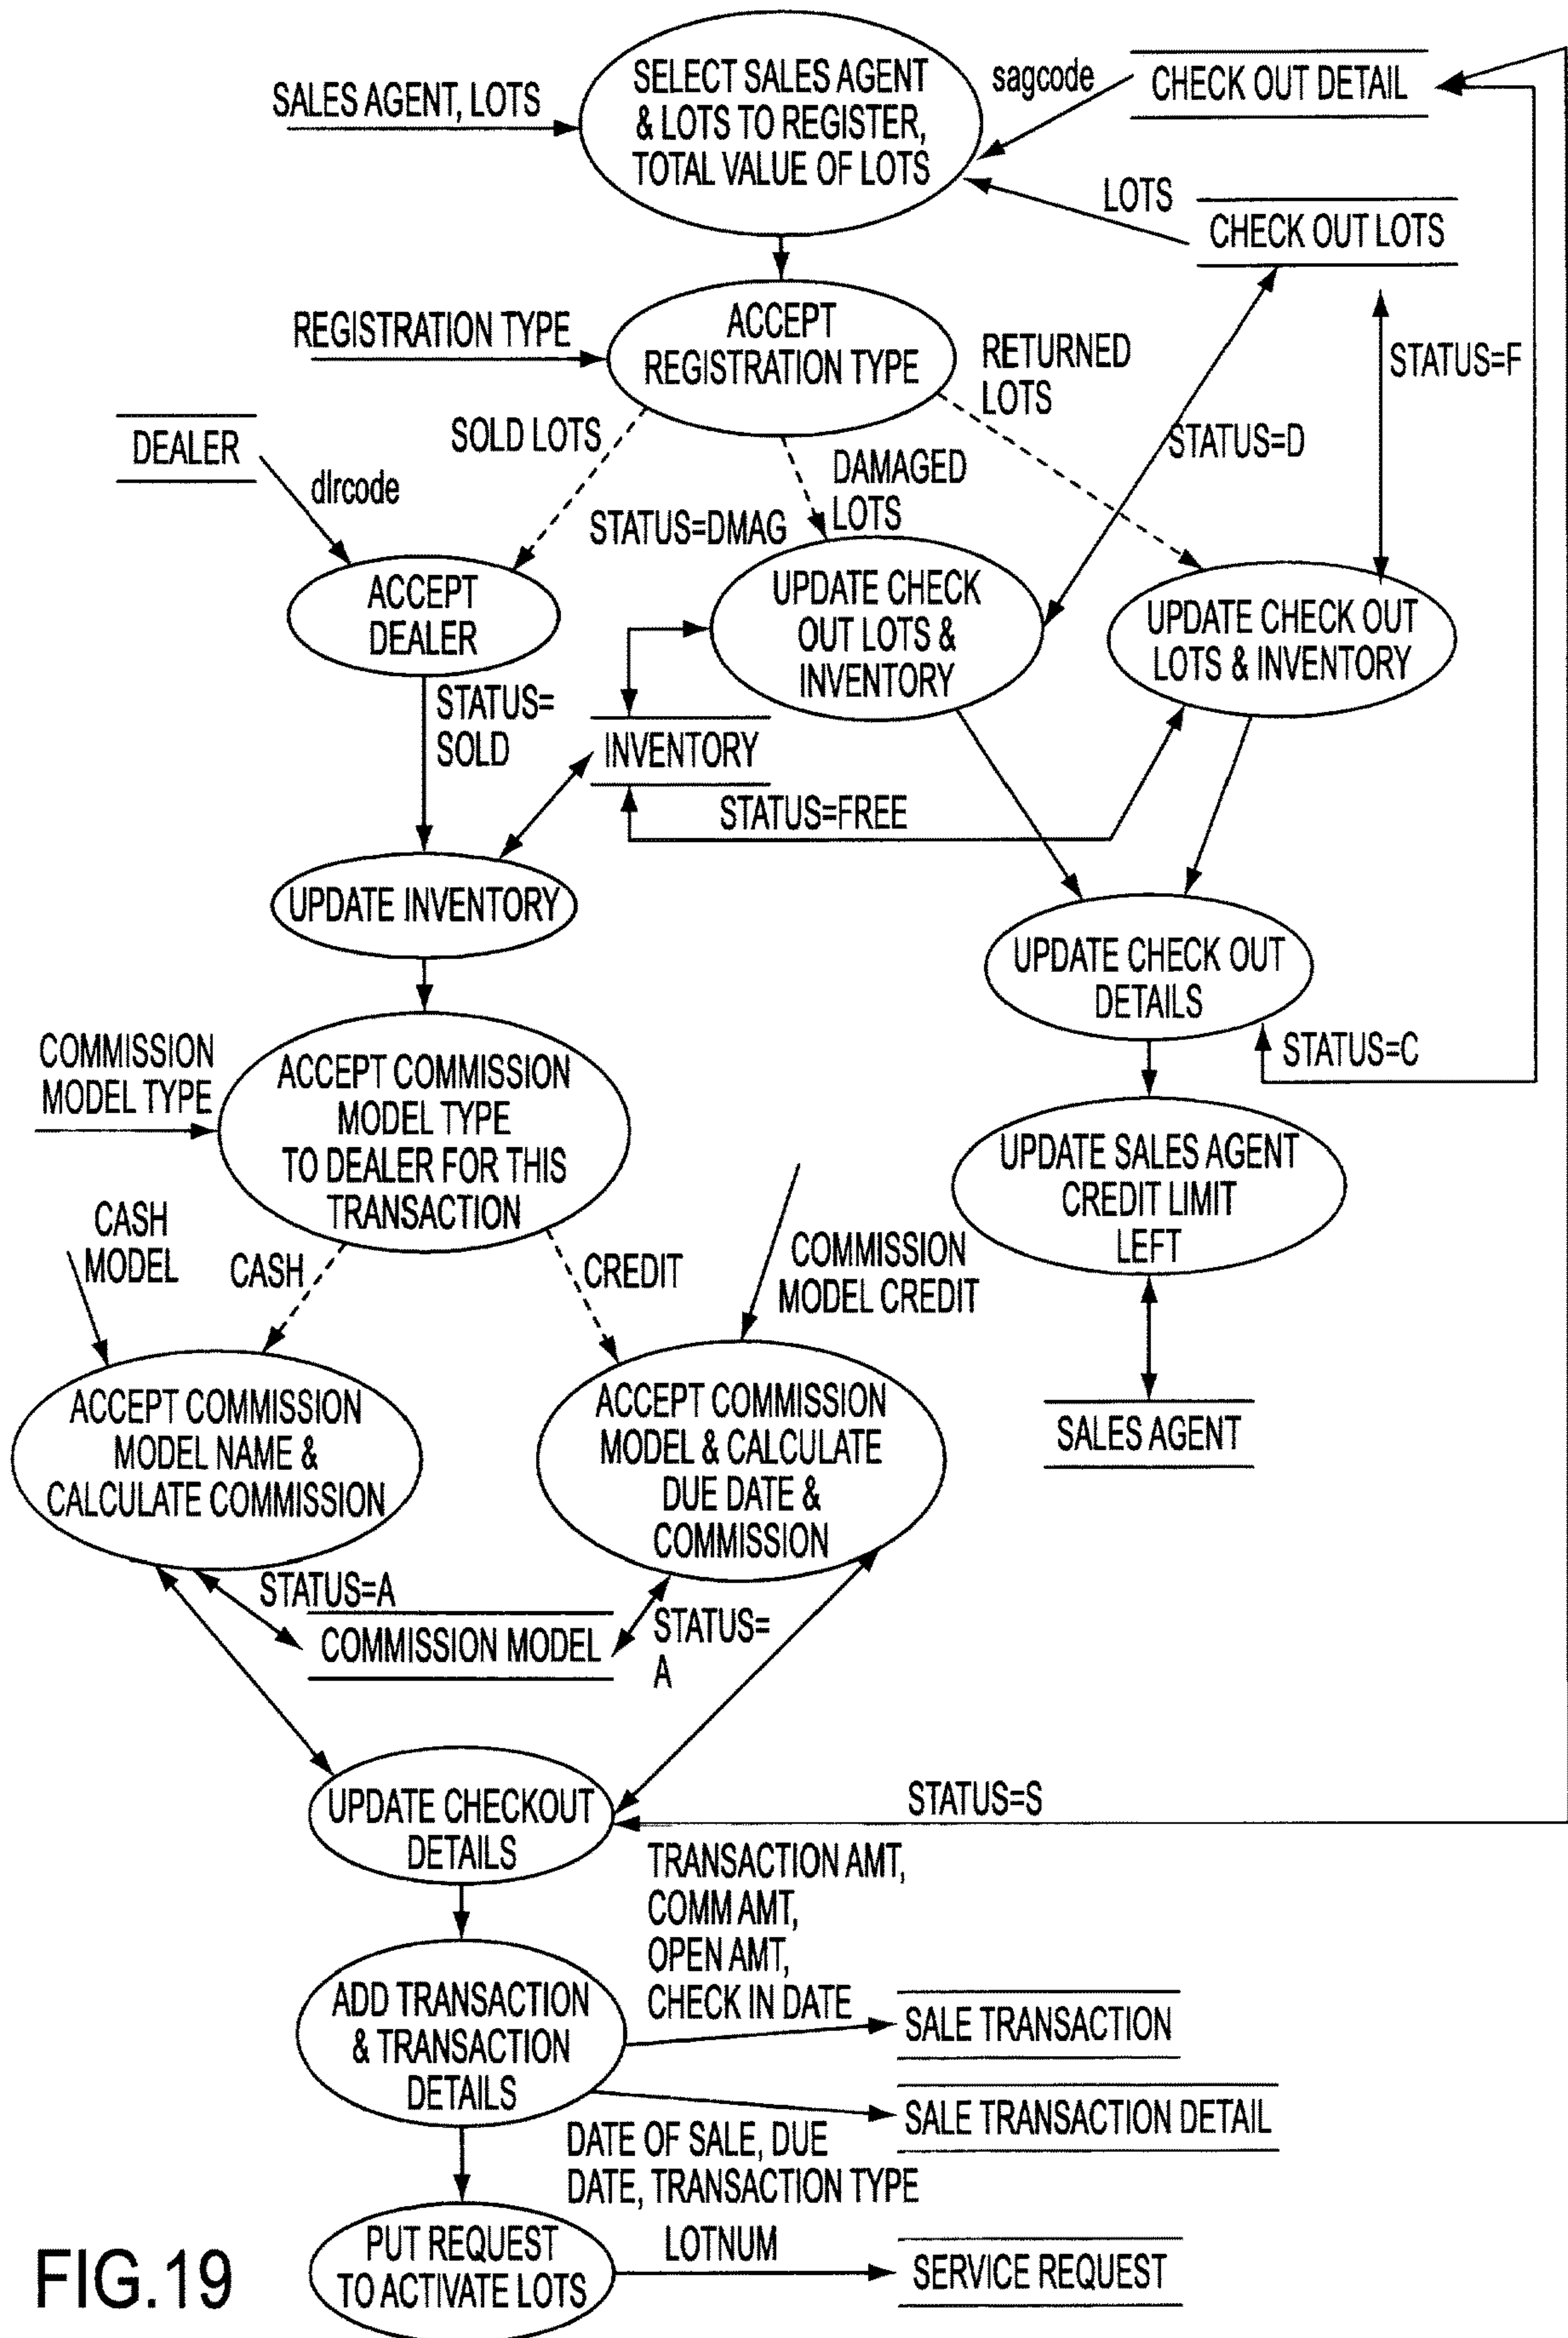 SELECT SALES AGENT
& LOTS TO REGISTER,
TOTAL VALUE OF LOTS
SALES AGENT, LOTS
sagcode
CHECK OUT DETAIL
LOTS
CHECK OUT LOTS
ACCEPT
REGISTRATION TYPE
REGISTRATION TYPE
RETURNED
LOTS
STATUS=F
DEALER
SOLD LOTS
STATUS=D
dlrcode
DAMAGED
LOTS
STATUS=DMAG
ACCEPT
DEALER
UPDATE CHECK
OUT LOTS &
INVENTORY
UPDATE CHECK OUT
LOTS & INVENTORY
STATUS=
SOLD
INVENTORY
STATUS=FREE
UPDATE INVENTORY
UPDATE CHECK OUT
DETAILS
STATUS=C
COMMISSION
MODEL TYPE
ACCEPT COMMISSION
MODEL TYPE
TO DEALER FOR THIS
TRANSACTION
UPDATE SALES AGENT
CREDIT LIMIT
LEFT
CASH
MODEL
CASH
CREDIT
COMMISSION
MODEL CREDIT
ACCEPT COMMISSION
MODEL NAME &
CALCULATE COMMISSION
ACCEPT COMMISSION
MODEL & CALCULATE
DUE DATE &
COMMISSION
SALES AGENT
STATUS=A
COMMISSION MODEL
STATUS=
A
UPDATE CHECKOUT
DETAILS
STATUS=S
TRANSACTION AMT,
COMM AMT,
OPEN AMT,
CHECK IN DATE
ADD TRANSACTION
& TRANSACTION
DETAILS
SALE TRANSACTION
SALE TRANSACTION DETAIL
DATE OF SALE, DUE
DATE, TRANSACTION TYPE
PUT REQUEST
TO ACTIVATE LOTS
LOTNUM
SERVICE REQUEST
FIG.19